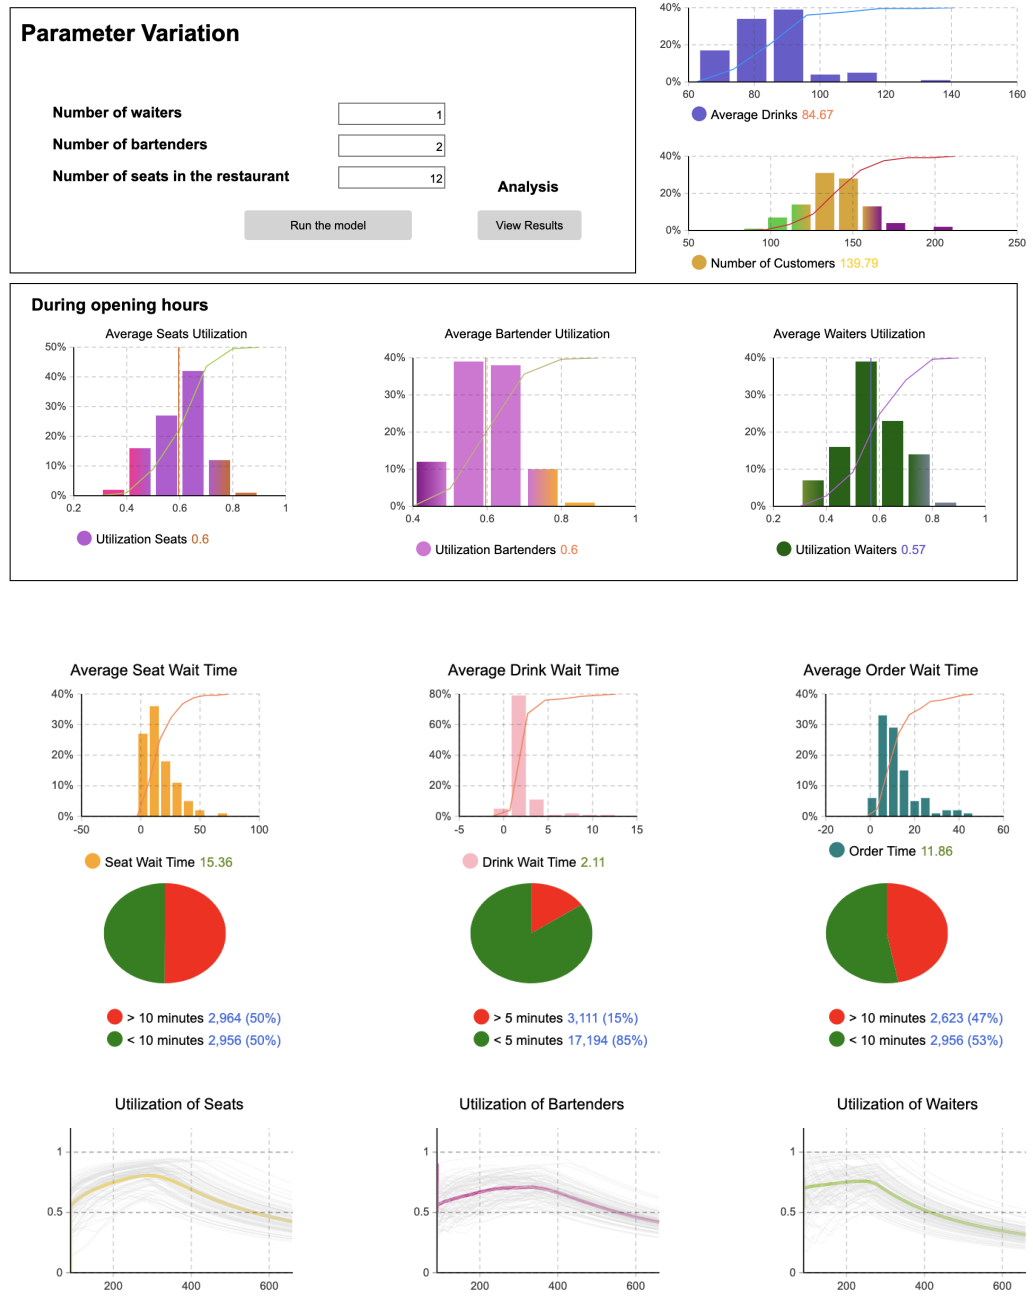 Parameter Variation
Number of waiters 1
Number of bartenders 2
Number of seats in the restaurant 12
Analysis
Run the model View Results
40%
20%
0%
60 80 100 120 140 160
Average Drinks 84.67
40%
20%
0%
50 100 150 200 250
Number of Customers 139.79
During opening hours
Average Seats Utilization
50%
40%
30%
20%
10%
0%
0.2 0.4 0.6 0.8 1
Utilization Seats 0.6
Average Bartender Utilization
40%
30%
20%
10%
0%
0.4 0.6 0.8 1
Utilization Bartenders 0.6
Average Waiters Utilization
40%
30%
20%
10%
0%
0.2 0.4 0.6 0.8 1
Utilization Waiters 0.57
Average Seat Wait Time
40%
30%
20%
10%
0%
-50 0 50 100
Seat Wait Time 15.36
> 10 minutes 2,964 (50%)
< 10 minutes 2,956 (50%)
Average Drink Wait Time
80%
60%
40%
20%
0%
-5 0 5 10 15
Drink Wait Time 2.11
> 5 minutes 3,111 (15%)
< 5 minutes 17,194 (85%)
Average Order Wait Time
40%
30%
20%
10%
0%
-20 0 20 40 60
Order Time 11.86
> 10 minutes 2,623 (47%)
< 10 minutes 2,956 (53%)
Utilization of Seats
1
0.5
0
200 400 600
Utilization of Bartenders
1
0.5
0
200 400 600
Utilization of Waiters
1
0.5
0
200 400 600